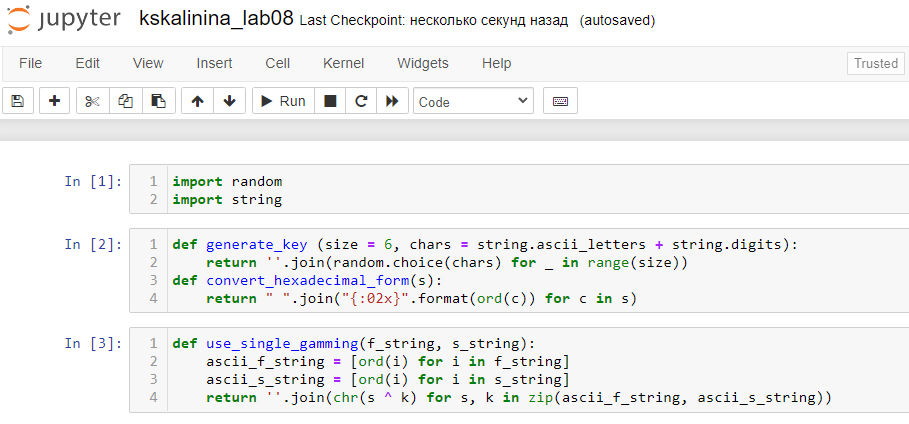 jupyter kskalinina_lab08 Last Checkpoint: несколько секунд назад (autosaved)
File Edit View Insert Cell Kernel Widgets Help Trusted
Run Code
In [1]: 1 import random
2 import string
In [2]: 1 def generate_key (size = 6, chars = string.ascii_letters + string.digits):
2     return ''.join(random.choice(chars) for _ in range(size))
3 def convert_hexadecimal_form(s):
4     return " ".join("{:02x}".format(ord(c)) for c in s)
In [3]: 1 def use_single_gamming(f_string, s_string):
2     ascii_f_string = [ord(i) for i in f_string]
3     ascii_s_string = [ord(i) for i in s_string]
4     return ''.join(chr(s ^ k) for s, k in zip(ascii_f_string, ascii_s_string))